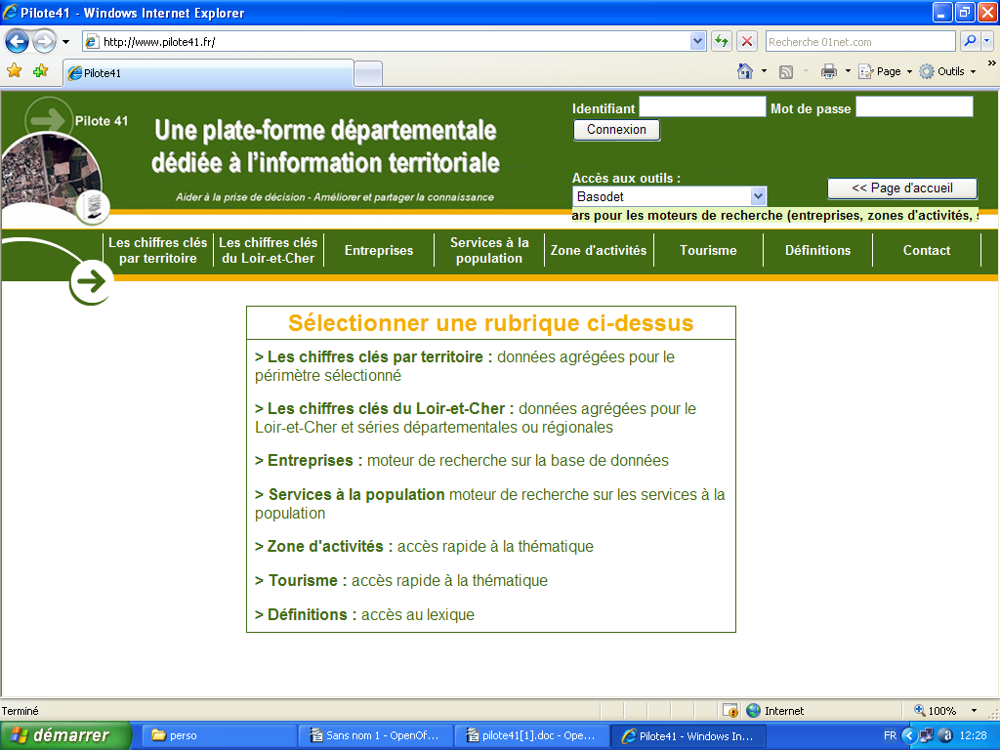 Pilote41 - Windows Internet Explorer
http://www.pilote41.fr/
Recherche 01net.com
Pilote41
Page
Outils
»
Pilote 41
Une plate-forme départementale
dédiée à l'information territoriale
Aider à la prise de décision - Améliorer et partager la connaissance
Identifiant
Mot de passe
Connexion
Accès aux outils :
Basodet
<< Page d'accueil
ars pour les moteurs de recherche (entreprises, zones d'activités, s
Les chiffres clés
par territoire
Les chiffres clés
du Loir-et-Cher
Entreprises
Services à la
population
Zone d'activités
Tourisme
Définitions
Contact
Sélectionner une rubrique ci-dessus
> Les chiffres clés par territoire : données agrégées pour le
périmètre sélectionné
> Les chiffres clés du Loir-et-Cher : données agrégées pour le
Loir-et-Cher et séries départementales ou régionales
> Entreprises : moteur de recherche sur la base de données
> Services à la population moteur de recherche sur les services à la
population
> Zone d'activités : accès rapide à la thématique
> Tourisme : accès rapide à la thématique
> Définitions : accès au lexique
Terminé
Internet
100%
démarrer
perso
Sans nom 1 - OpenOf...
pilote41[1].doc - Ope...
Pilote41 - Windows In...
FR
12:28